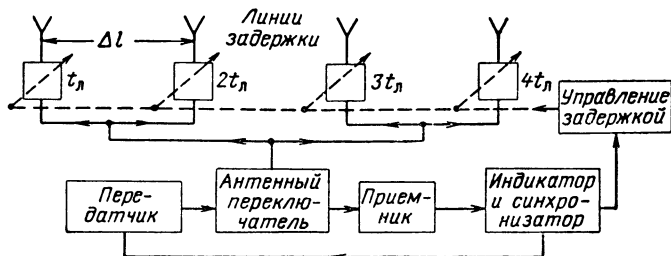 Δl
Линии
задержки
tл
2tл
3tл
4tл
Управление
задержкой
Пере-
датчик
Антенный
переклю-
чатель
Прием-
ник
Индикатор
и синхро-
низатор